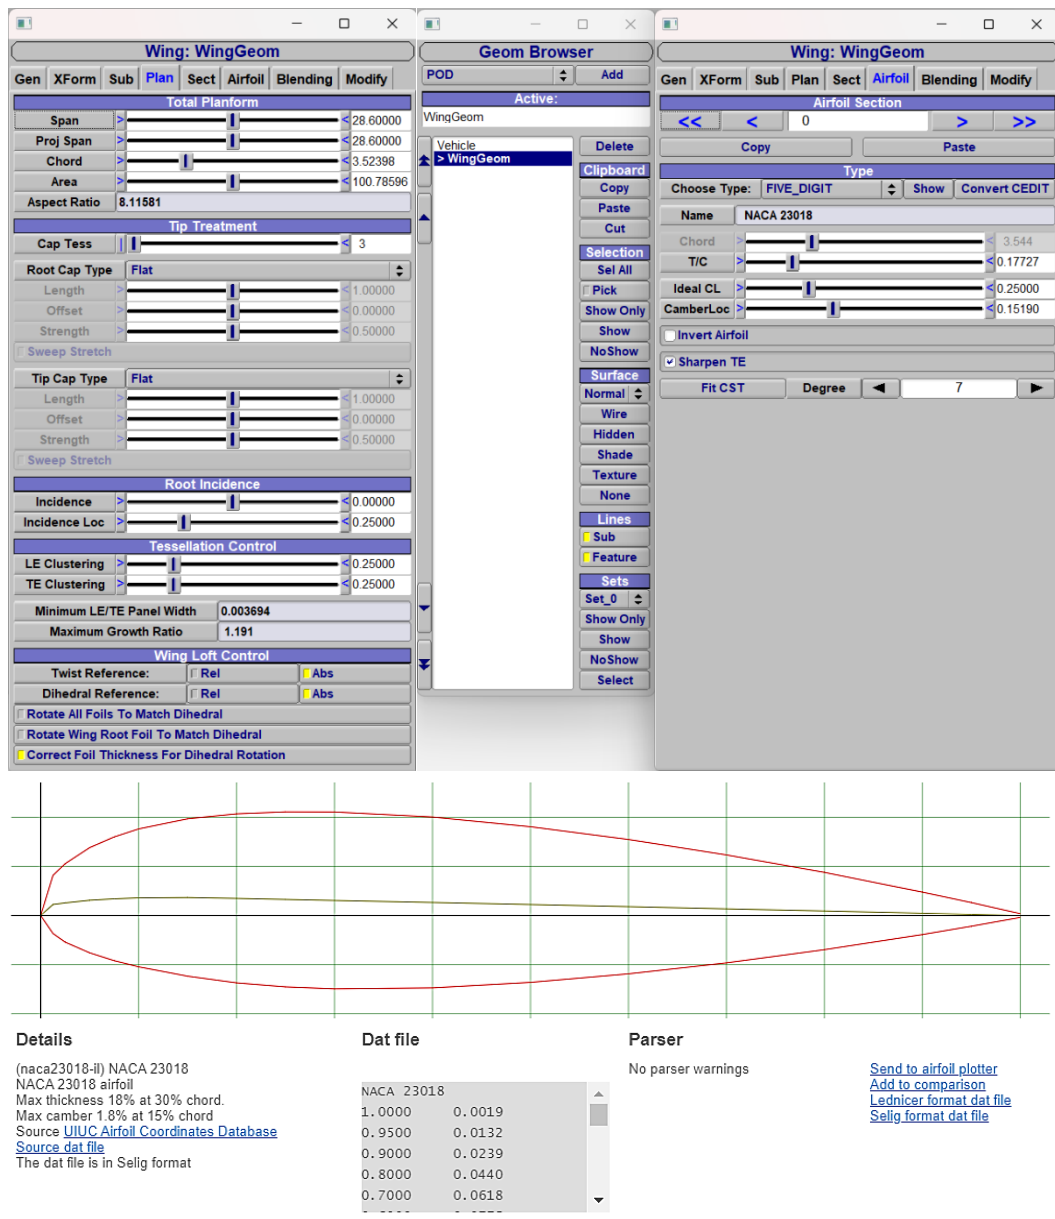 Wing: WingGeom
Gen XForm Sub Plan Sect Airfoil Blending Modify
Total Planform
Span > < 28.60000
Proj Span > < 28.60000
Chord > < 3.52398
Area > < 100.78596
Aspect Ratio 8.11581
Tip Treatment
Cap Tess | < 3
Root Cap Type Flat
Length > < 1.00000
Offset > < 0.00000
Strength > < 0.50000
Sweep Stretch
Tip Cap Type Flat
Length > < 1.00000
Offset > < 0.00000
Strength > < 0.50000
Sweep Stretch
Root Incidence
Incidence > < 0.00000
Incidence Loc > < 0.25000
Tessellation Control
LE Clustering > < 0.25000
TE Clustering > < 0.25000
Minimum LE/TE Panel Width 0.003694
Maximum Growth Ratio 1.191
Wing Loft Control
Twist Reference: Rel Abs
Dihedral Reference: Rel Abs
Rotate All Foils To Match Dihedral
Rotate Wing Root Foil To Match Dihedral
Correct Foil Thickness For Dihedral Rotation
Geom Browser
POD Add
Active:
WingGeom
Vehicle
> WingGeom
Delete
Clipboard
Copy
Paste
Cut
Selection
Sel All
Pick
Show Only
Show
NoShow
Surface
Normal
Wire
Hidden
Shade
Texture
None
Lines
Sub
Feature
Sets
Set_0
Show Only
Show
NoShow
Select
Wing: WingGeom
Gen XForm Sub Plan Sect Airfoil Blending Modify
Airfoil Section
<< < 0 > >>
Copy Paste
Type
Choose Type: FIVE_DIGIT Show Convert CEDIT
Name NACA 23018
Chord > < 3.544
T/C > < 0.17727
Ideal CL > < 0.25000
CamberLoc > < 0.15190
Invert Airfoil
Sharpen TE
Fit CST Degree 7
Details
(naca23018-il) NACA 23018
NACA 23018 airfoil
Max thickness 18% at 30% chord.
Max camber 1.8% at 15% chord
Source UIUC Airfoil Coordinates Database
Source dat file
The dat file is in Selig format
Dat file
NACA 23018
1.0000 0.0019
0.9500 0.0132
0.9000 0.0239
0.8000 0.0440
0.7000 0.0618
Parser
No parser warnings
Send to airfoil plotter
Add to comparison
Lednicer format dat file
Selig format dat file